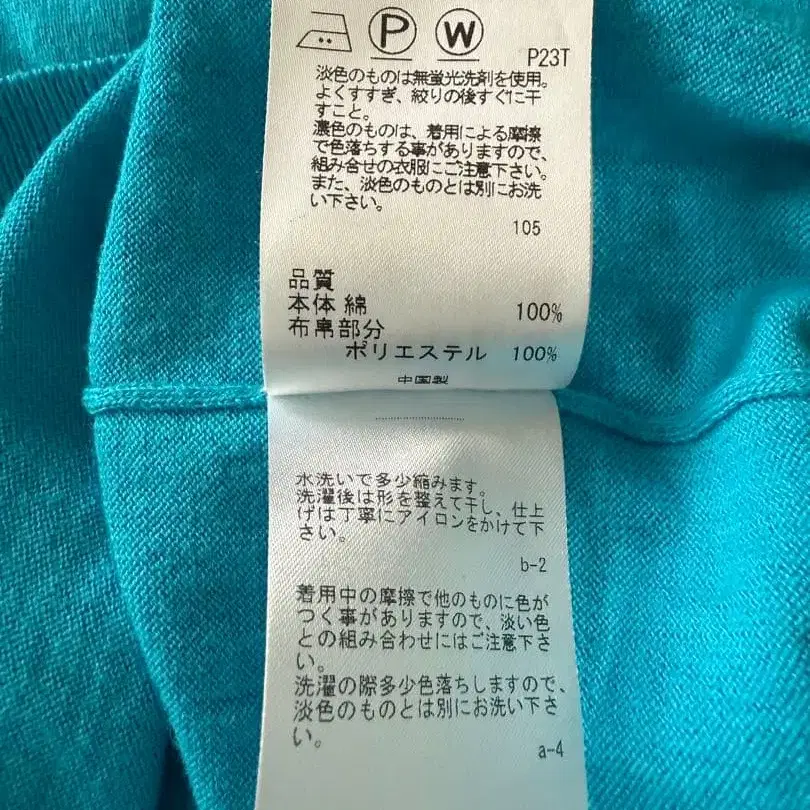 P W
P23T
淡色のものは無蛍光洗剤を使用。
よくすすぎ、絞りの後すぐに干
すこと。
濃色のものは、着用による摩擦
で色落ちする事がありますので、
組み合せの衣服にご注意下さい。
また、淡色のものとは別にお洗
い下さい。
105
品質
本体 綿 100%
布帛部分
ポリエステル 100%
中国製
水洗いで多少縮みます。
洗濯後は形を整えて干し、仕上
げは丁寧にアイロンをかけて下
さい。
b-2
着用中の摩擦で他のものに色が
つく事がありますので、淡い色
との組み合わせにはご注意下さ
い。
洗濯の際多少色落ちしますので、
淡色のものとは別にお洗い下さ
い。
a-4